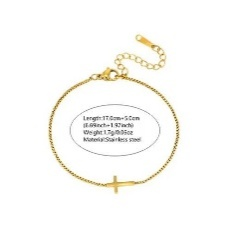 Length:17.0cm+5.0cm
(6.69inch+1.97inch)
Weight:1.7g/0.06oz
Material:Stainless steel